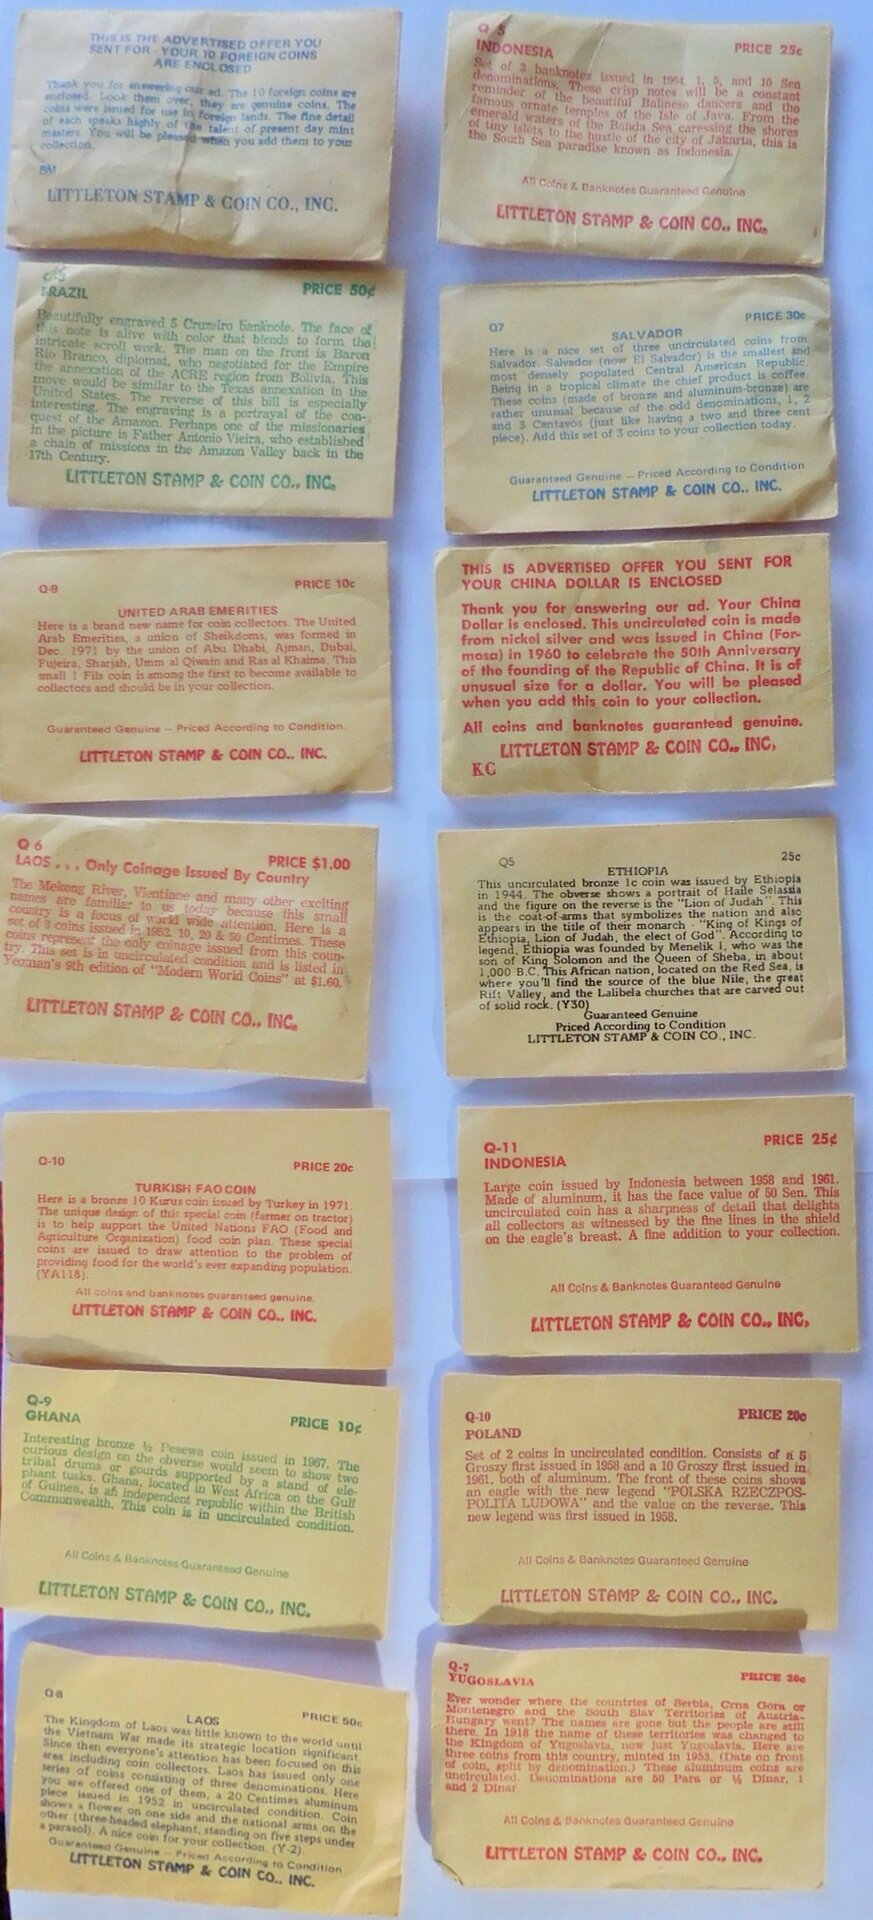 THIS IS THE ADVERTISED OFFER YOU
SENT FOR - YOUR 10 FOREIGN COINS
ARE ENCLOSED
Thank you for answering our ad. The 10 foreign coins are
enclosed. Look them over, they are genuine coins. The
coins were issued for use in foreign lands. The fine detail
of each speaks highly of the talent of present day mint
masters. You will be pleased when you add them to your
collection.
BM
LITTLETON STAMP & COIN CO., INC.
Q 5
INDONESIA PRICE 25c
Set of 3 banknotes issued in 1964. 1, 5, and 10 Sen
denominations. These crisp notes will be a constant
reminder of the beautiful Balinese dancers and the
famous ornate temples of the Isle of Java. From the
emerald waters of the Banda Sea caressing the shores
of tiny islets to the hustle of the city of Jakarta, this is
the South Sea paradise known as Indonesia.
All Coins & Banknotes Guaranteed Genuine
LITTLETON STAMP & COIN CO., INC.
BRAZIL PRICE 50¢
Beautifully engraved 5 Cruzeiro banknote. The face of
this note is alive with color that blends to form the
intricate scroll work. The man on the front is Baron
Rio Branco, diplomat, who negotiated for the Empire
the annexation of the ACRE region from Bolivia. This
move would be similar to the Texas annexation in the
United States. The reverse of this bill is especially
interesting. The engraving is a portrayal of the con-
quest of the Amazon. Perhaps one of the missionaries
in the picture is Father Antonio Vieira, who established
a chain of missions in the Amazon Valley back in the
17th Century.
LITTLETON STAMP & COIN CO., INC.
Q7 PRICE 30c
SALVADOR
Here is a nice set of three uncirculated coins from
Salvador. Salvador (now El Salvador) is the smallest and
most densely populated Central American Republic.
Being in a tropical climate the chief product is coffee.
These coins (made of bronze and aluminum-bronze) are
rather unusual because of the odd denominations, 1, 2
and 3 Centavos (just like having a two and three cent
piece). Add this set of 3 coins to your collection today.
Guaranteed Genuine — Priced According to Condition
LITTLETON STAMP & COIN CO., INC.
Q-9 PRICE 10c
UNITED ARAB EMERITIES
Here is a brand new name for coin collectors. The United
Arab Emerities, a union of Sheikdoms, was formed in
Dec. 1971 by the union of Abu Dhabi, Ajman, Dubai,
Fujeira, Sharjah, Umm al Qiwain and Ras al Khaima. This
small 1 Fils coin is among the first to become available to
collectors and should be in your collection.
Guaranteed Genuine — Priced According to Condition.
LITTLETON STAMP & COIN CO., INC.
THIS IS ADVERTISED OFFER YOU SENT FOR
YOUR CHINA DOLLAR IS ENCLOSED
Thank you for answering our ad. Your China
Dollar is enclosed. This uncirculated coin is made
from nickel silver and was issued in China (For-
mosa) in 1960 to celebrate the 50th Anniversary
of the founding of the Republic of China. It is of
unusual size for a dollar. You will be pleased
when you add this coin to your collection.
All coins and banknotes guaranteed genuine.
LITTLETON STAMP & COIN CO., INC,
KC
Q 6
LAOS . . . Only Coinage Issued By Country PRICE $1.00
The Mekong River, Vientiane and many other exciting
names are familiar to us today because this small
country is a focus of world wide attention. Here is a
set of 3 coins issued in 1952. 10, 20 & 50 Centimes. These
coins represent the only coinage issued from this coun-
try. This set is in uncirculated condition and is listed in
Yeoman's 9th edition of "Modern World Coins" at $1.60.
LITTLETON STAMP & COIN CO., INC.
Q5 25c
ETHIOPIA
This uncirculated bronze 1c coin was issued by Ethiopia
in 1944. The obverse shows a portrait of Haile Selassia
and the figure on the reverse is the "Lion of Judah". This
is the coat-of-arms that symbolizes the nation and also
appears in the title of their monarch - "King of Kings of
Ethiopia, Lion of Judah, the elect of God". According to
legend, Ethiopia was founded by Menelik I, who was the
son of King Solomon and the Queen of Sheba, in about
1,000 B.C. This African nation, located on the Red Sea, is
where you'll find the source of the blue Nile, the great
Rift Valley, and the Lalibela churches that are carved out
of solid rock. (Y30)
Guaranteed Genuine
Priced According to Condition
LITTLETON STAMP & COIN CO., INC.
Q-10 PRICE 20c
TURKISH FAO COIN
Here is a bronze 10 Kurus coin issued by Turkey in 1971.
The unique design of this special coin (farmer on tractor)
is to help support the United Nations FAO (Food and
Agriculture Organization) food coin plan. These special
coins are issued to draw attention to the problem of
providing food for the world's ever expanding population.
(YA118).
All coins and banknotes guaranteed genuine.
LITTLETON STAMP & COIN CO., INC.
Q-11 PRICE 25¢
INDONESIA
Large coin issued by Indonesia between 1958 and 1961.
Made of aluminum, it has the face value of 50 Sen. This
uncirculated coin has a sharpness of detail that delights
all collectors as witnessed by the fine lines in the shield
on the eagle's breast. A fine addition to your collection.
All Coins & Banknotes Guaranteed Genuine
LITTLETON STAMP & COIN CO., INC,
Q-9
GHANA PRICE 10¢
Interesting bronze ½ Pesewa coin issued in 1967. The
curious design on the obverse would seem to show two
tribal drums or gourds supported by a stand of ele-
phant tusks. Ghana, located in West Africa on the Gulf
of Guinea, is an independent republic within the British
Commonwealth. This coin is in uncirculated condition.
All Coins & Banknotes Guaranteed Genuine
LITTLETON STAMP & COIN CO., INC.
Q-10 PRICE 20c
POLAND
Set of 2 coins in uncirculated condition. Consists of a 5
Groszy first issued in 1958 and a 10 Groszy first issued in
1961, both of aluminum. The front of these coins shows
an eagle with the new legend "POLSKA RZECZPOS-
POLITA LUDOWA" and the value on the reverse. This
new legend was first issued in 1958.
All Coins & Banknotes Guaranteed Genuine
LITTLETON STAMP & COIN CO., INC.
Q-8 PRICE 50c
LAOS
The Kingdom of Laos was little known to the world until
the Vietnam War made its strategic location significant.
Since then everyone's attention has been focused on this
area including coin collectors. Laos has issued only one
series of coins consisting of three denominations. Here
you are offered one of them, a 20 Centimes aluminum
piece issued in 1952 in uncirculated condition. Coin
shows a flower on one side and the national arms on the
other (three-headed elephant, standing on five steps under
a parasol). A nice coin for your collection. (Y-2).
Guaranteed Genuine — Priced According to Condition
LITTLETON STAMP & COIN CO., INC.
Q-7
YUGOSLAVIA PRICE 30c
Ever wonder where the countries of Serbia, Crna Gora or
Montenegro and the South Slav Territories of Austria-
Hungary went? The names are gone but the people are still
there. In 1918 the name of these territories was changed to
the Kingdom of Yugoslavia, now just Yugoslavia. Here are
three coins from this country, minted in 1953. (Date on front
of coin, split by denomination.) These aluminum coins are
uncirculated. Denominations are 50 Para or ½ Dinar, 1
and 2 Dinar
All Coins & Banknotes Guaranteed Genuine
LITTLETON STAMP & COIN CO., INC.